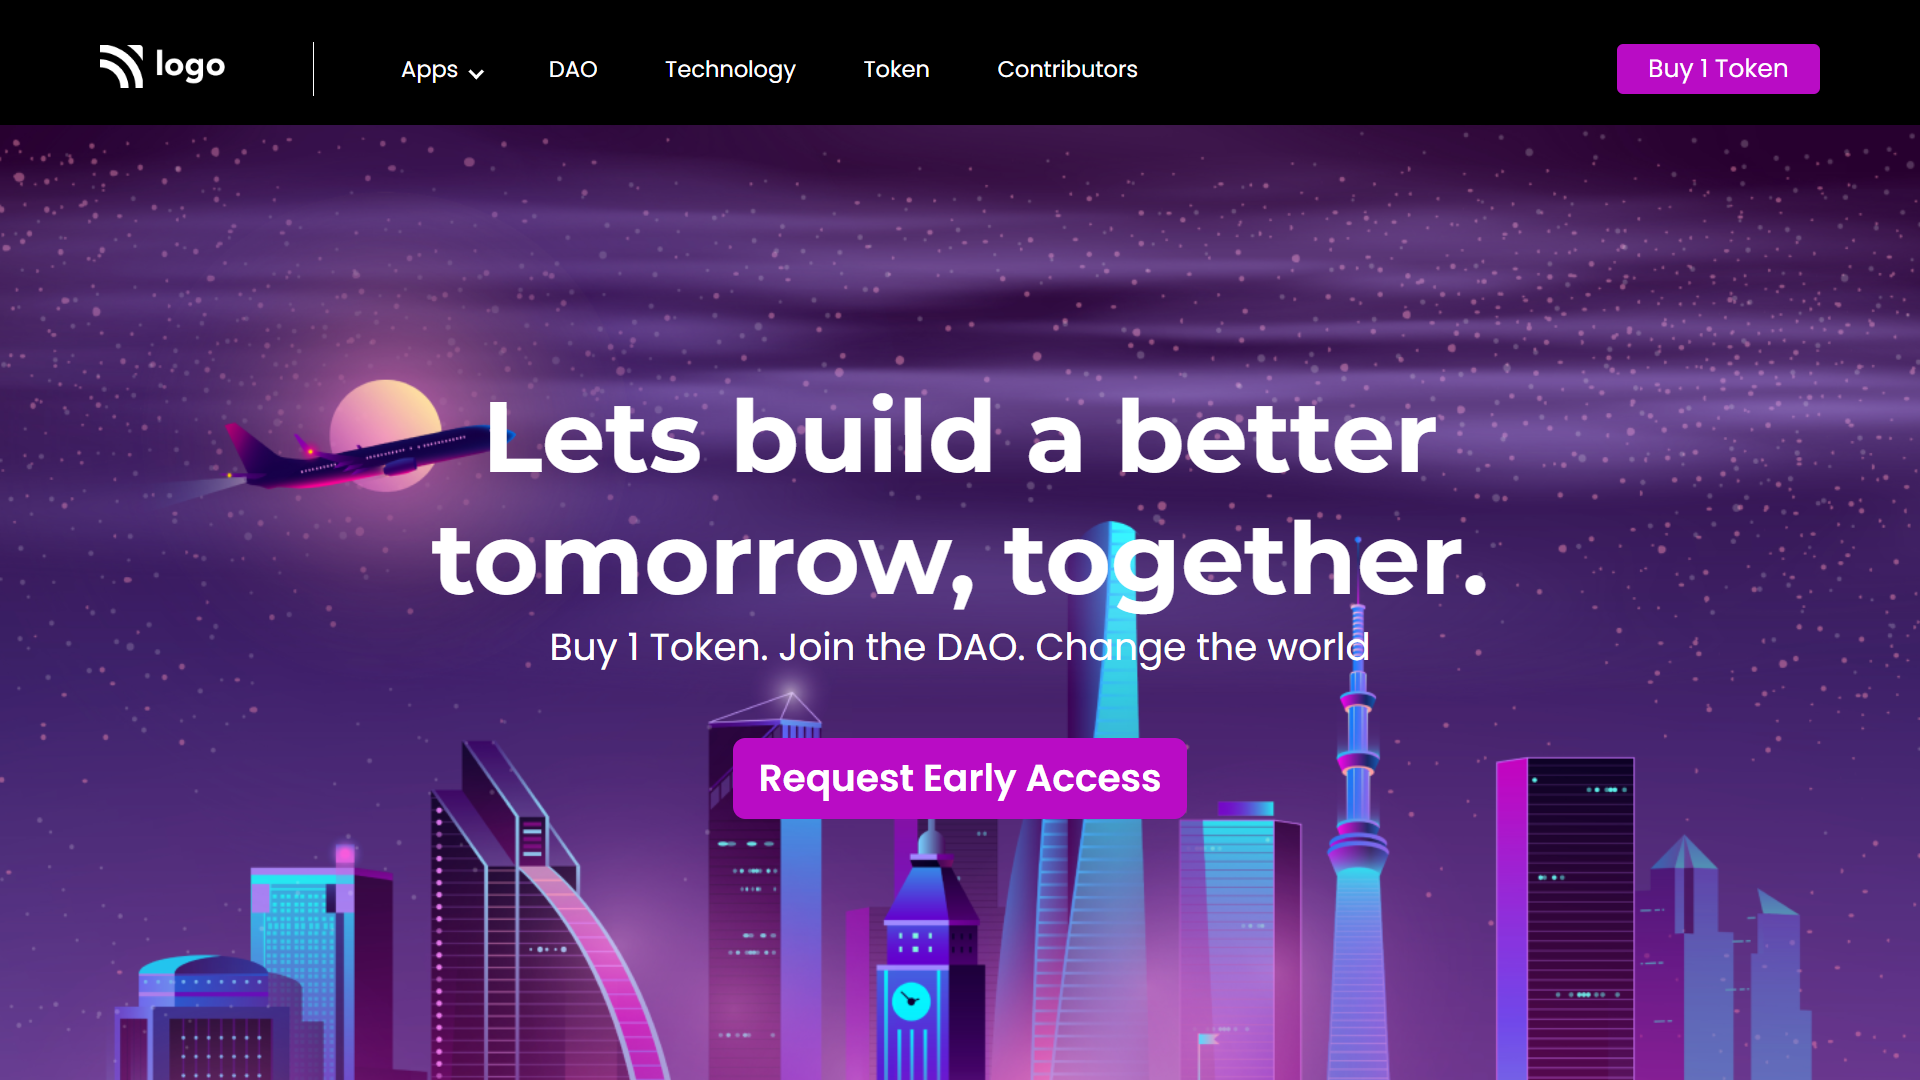 logo
Apps
DAO
Technology
Token
Contributors
Buy 1 Token
Lets build a better
tomorrow, together.
Buy 1 Token. Join the DAO. Change the world
Request Early Access